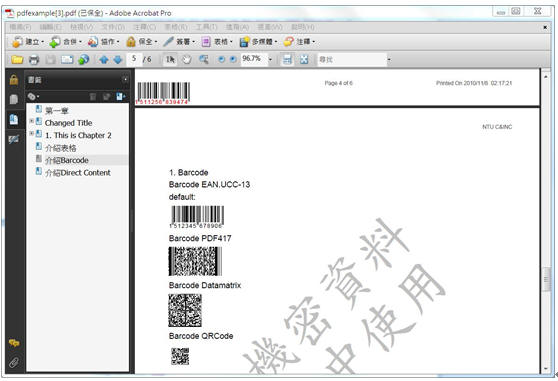 pdfexample[3].pdf (已保全) - Adobe Acrobat Pro
檔案(F) 編輯(E) 檢視(V) 文件(D) 注釋(C) 表格(R) 工具(T) 進階(A) 視窗(W) 說明(H)
建立 合併 協作 保全 簽署 表格 多媒體 注釋
5 / 6 96.7% 尋找
書籤
第一章
Changed Title
1. This is Chapter 2
介紹表格
介紹Barcode
介紹Direct Content
1511256 839474
Page 4 of 6
Printed On 2010/11/6 02:17:21
NTU C&INC
1. Barcode
Barcode EAN.UCC-13
default:
1 512345 678906
Barcode PDF417
Barcode Datamatrix
Barcode QRCode
機密資料
中使用